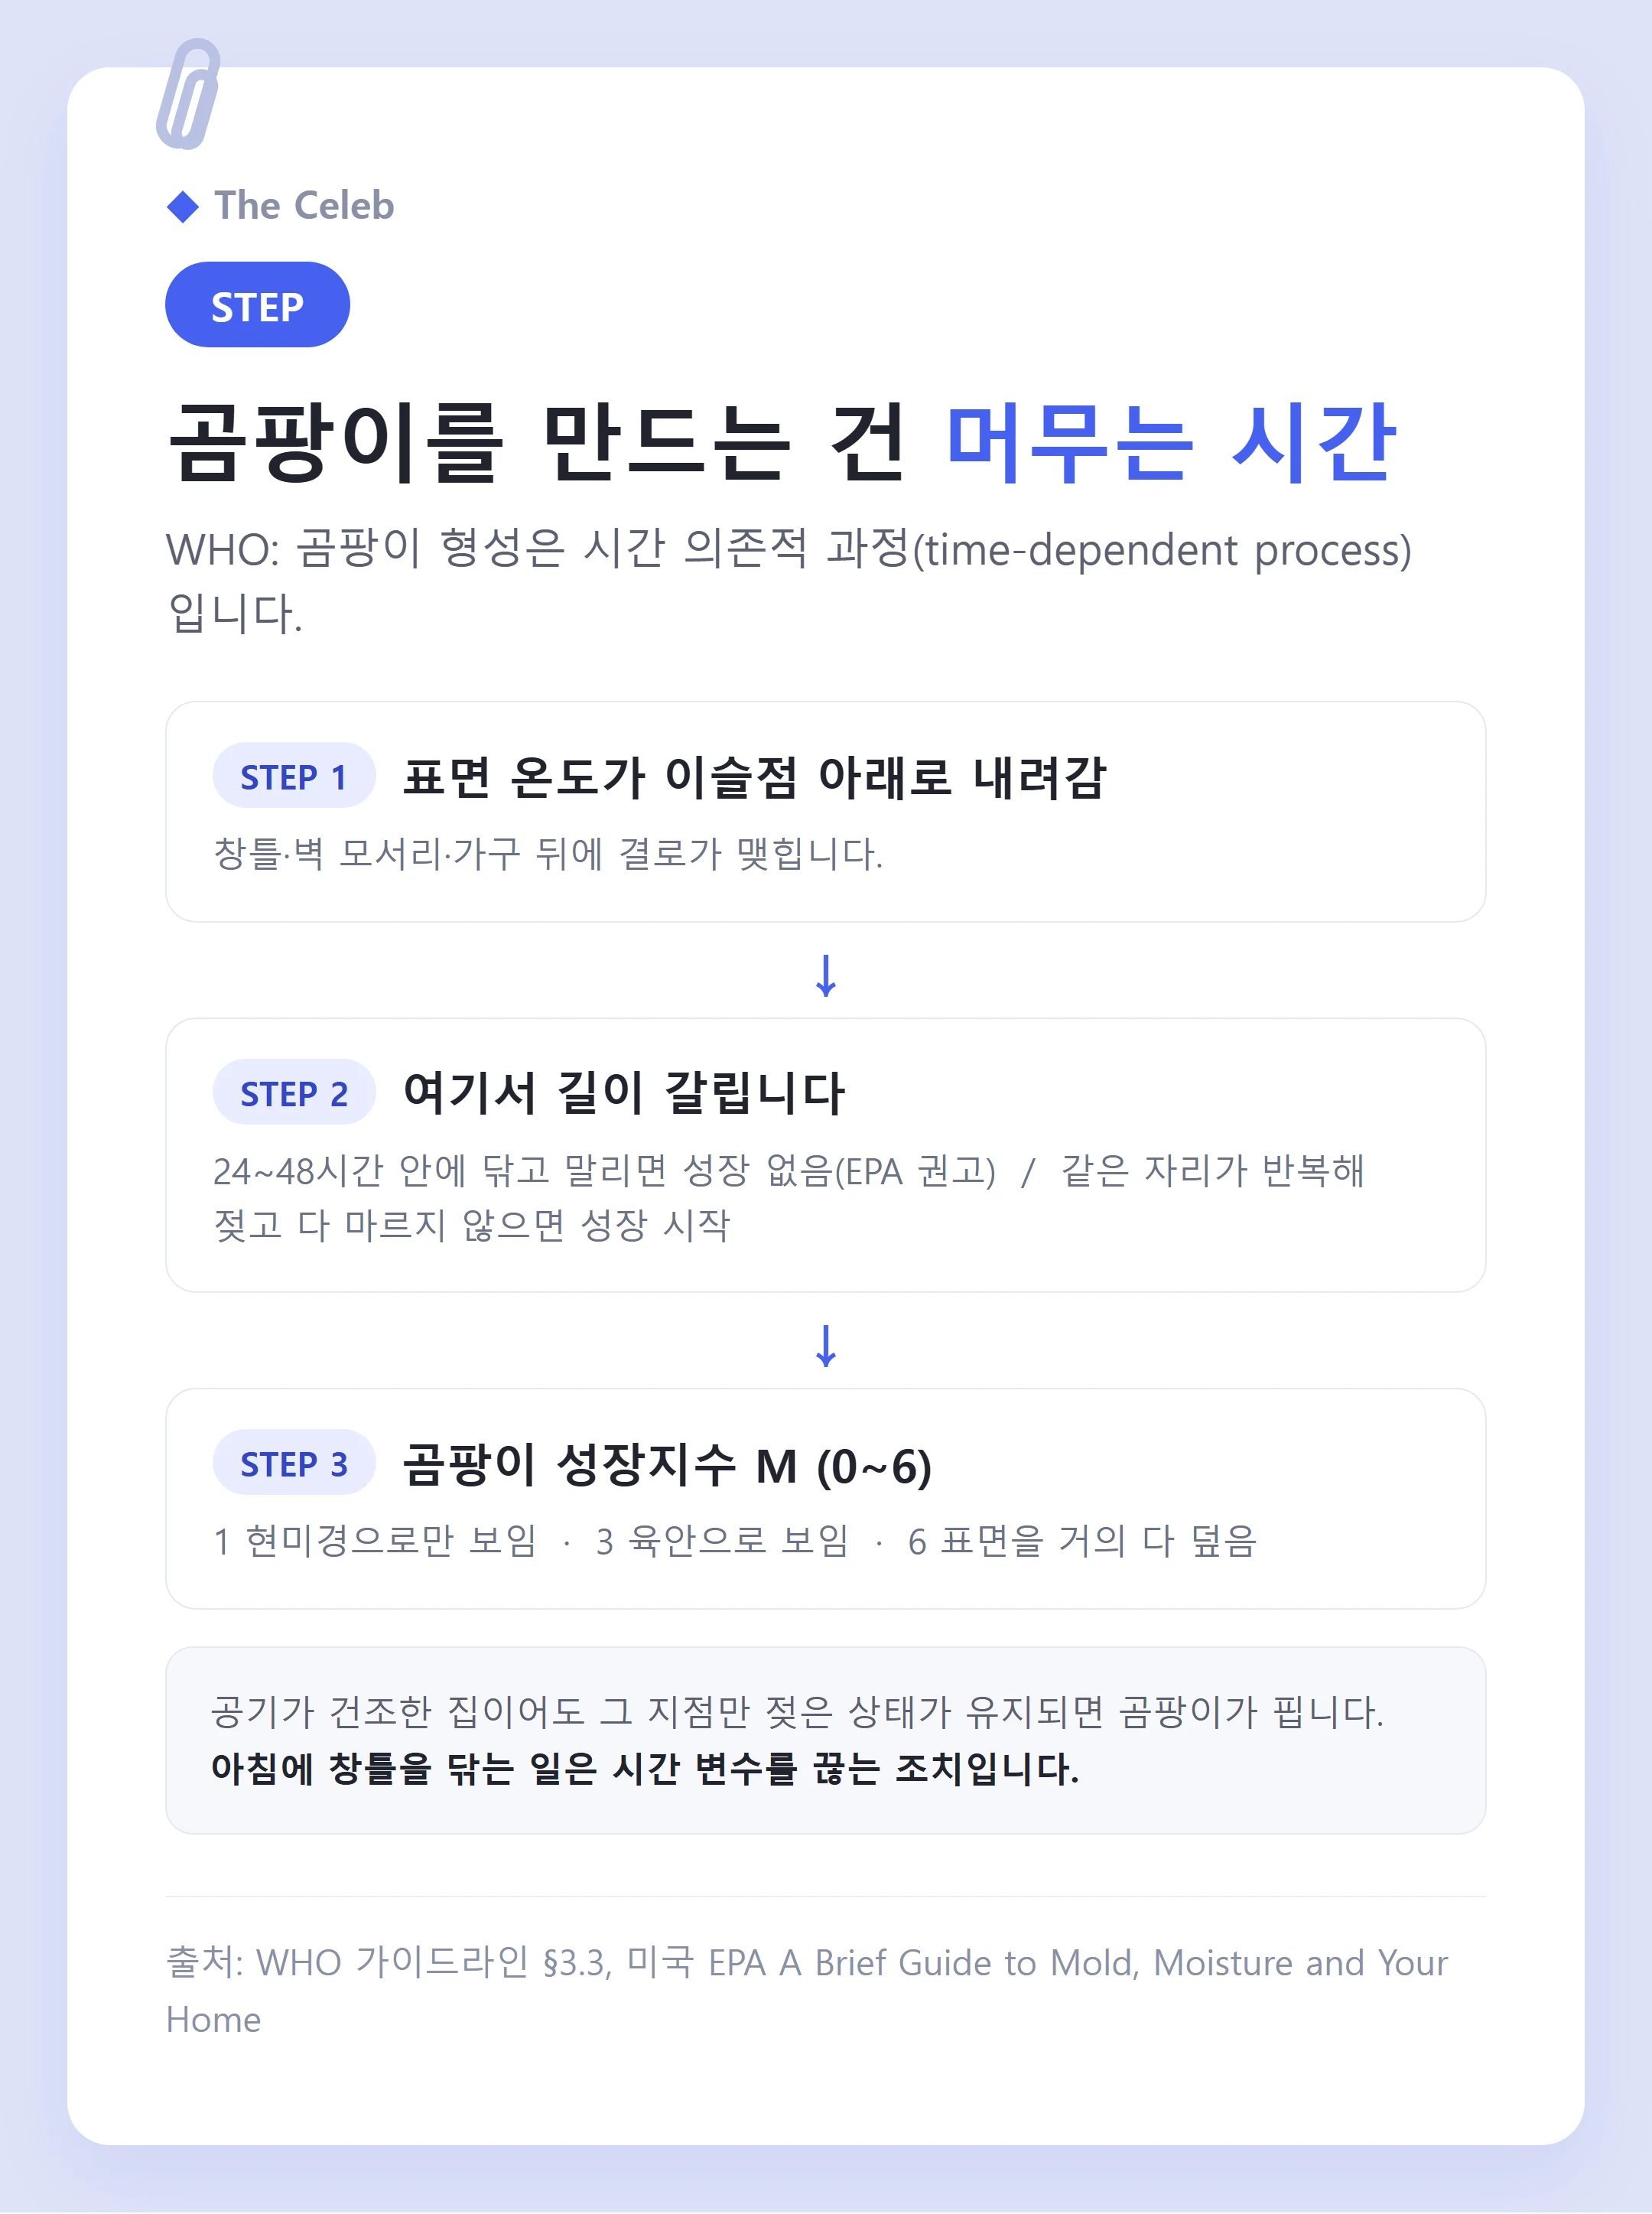 The Celeb
STEP
곰팡이를 만드는 건 머무는 시간
WHO: 곰팡이 형성은 시간 의존적 과정(time-dependent process)
입니다.
STEP 1 표면 온도가 이슬점 아래로 내려감
창틀·벽 모서리·가구 뒤에 결로가 맺힙니다.
↓
STEP 2 여기서 길이 갈립니다
24~48시간 안에 닦고 말리면 성장 없음(EPA 권고) / 같은 자리가 반복해
젖고 다 마르지 않으면 성장 시작
↓
STEP 3 곰팡이 성장지수 M (0~6)
1 현미경으로만 보임 · 3 육안으로 보임 · 6 표면을 거의 다 덮음
공기가 건조한 집이어도 그 지점만 젖은 상태가 유지되면 곰팡이가 핍니다.
아침에 창틀을 닦는 일은 시간 변수를 끊는 조치입니다.
출처: WHO 가이드라인 §3.3, 미국 EPA A Brief Guide to Mold, Moisture and Your
Home